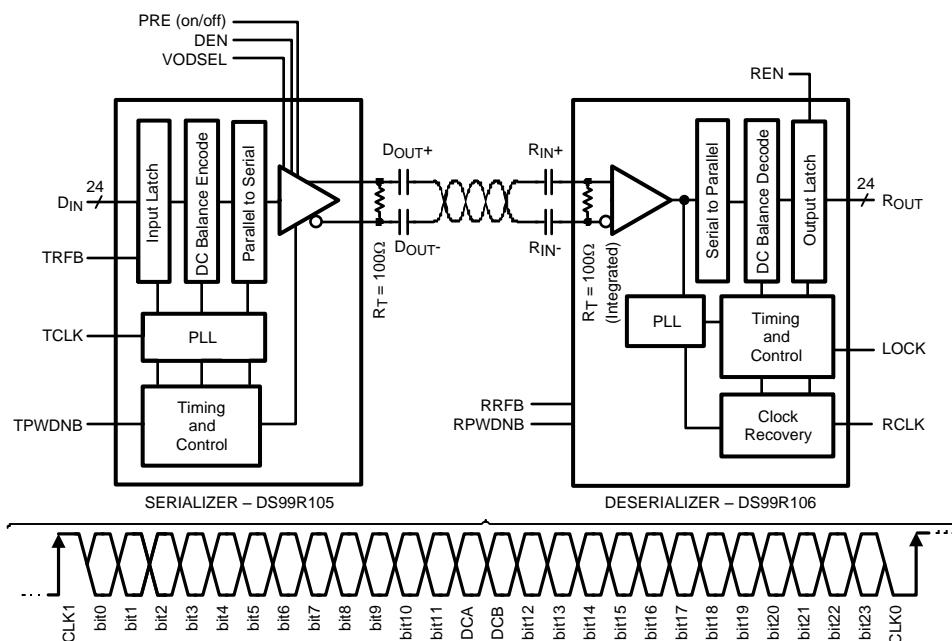 PRE (on/off)
DEN
VODSEL
REN
Input Latch
DC Balance Encode
Parallel to Serial
DOUT+
RIN+
Serial to Parallel
DC Balance Decode
Output Latch
24
DIN
24
ROUT
DOUT-
RIN-
TRFB
RT = 100Ω
RT = 100Ω
(Integrated)
TCLK
PLL
PLL
Timing
and
Control
LOCK
TPWDNB
Timing
and
Control
RRFB
RPWDNB
Clock
Recovery
RCLK
SERIALIZER – DS99R105
DESERIALIZER – DS99R106
CLK1
bit0
bit1
bit2
bit3
bit4
bit5
bit6
bit7
bit8
bit9
bit10
bit11
DCA
DCB
bit12
bit13
bit14
bit15
bit16
bit17
bit18
bit19
bit20
bit21
bit22
bit23
CLK0